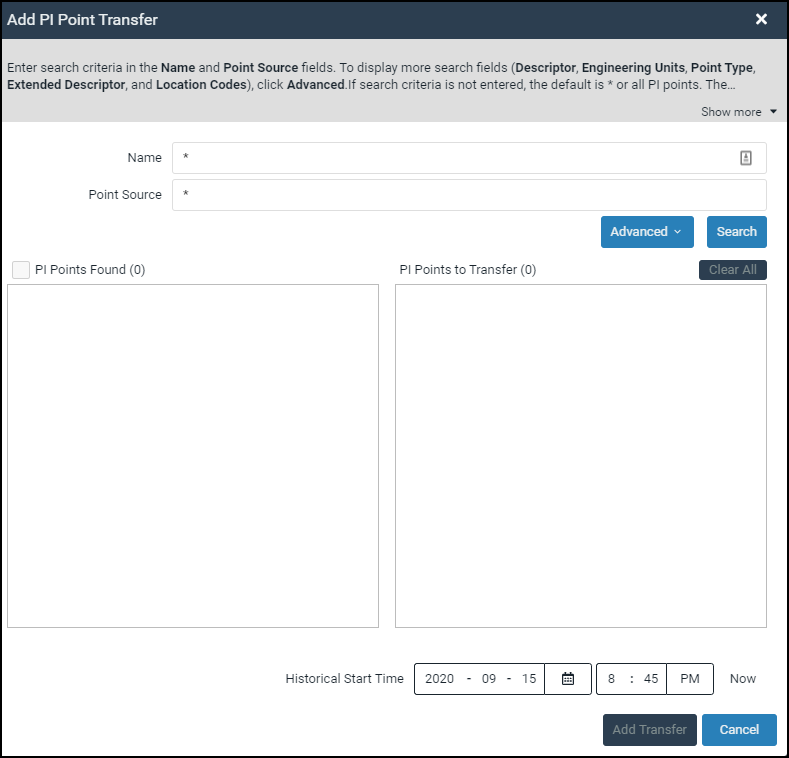 Add PI Point Transfer
Enter search criteria in the Name and Point Source fields. To display more search fields (Descriptor, Engineering Units, Point Type,
Extended Descriptor, and Location Codes), click Advanced.If search criteria is not entered, the default is * or all PI points. The...
Show more
Name *
Point Source *
Advanced Search
PI Points Found (0) PI Points to Transfer (0) Clear All
Historical Start Time 2020 - 09 - 15 8 : 45 PM Now
Add Transfer Cancel